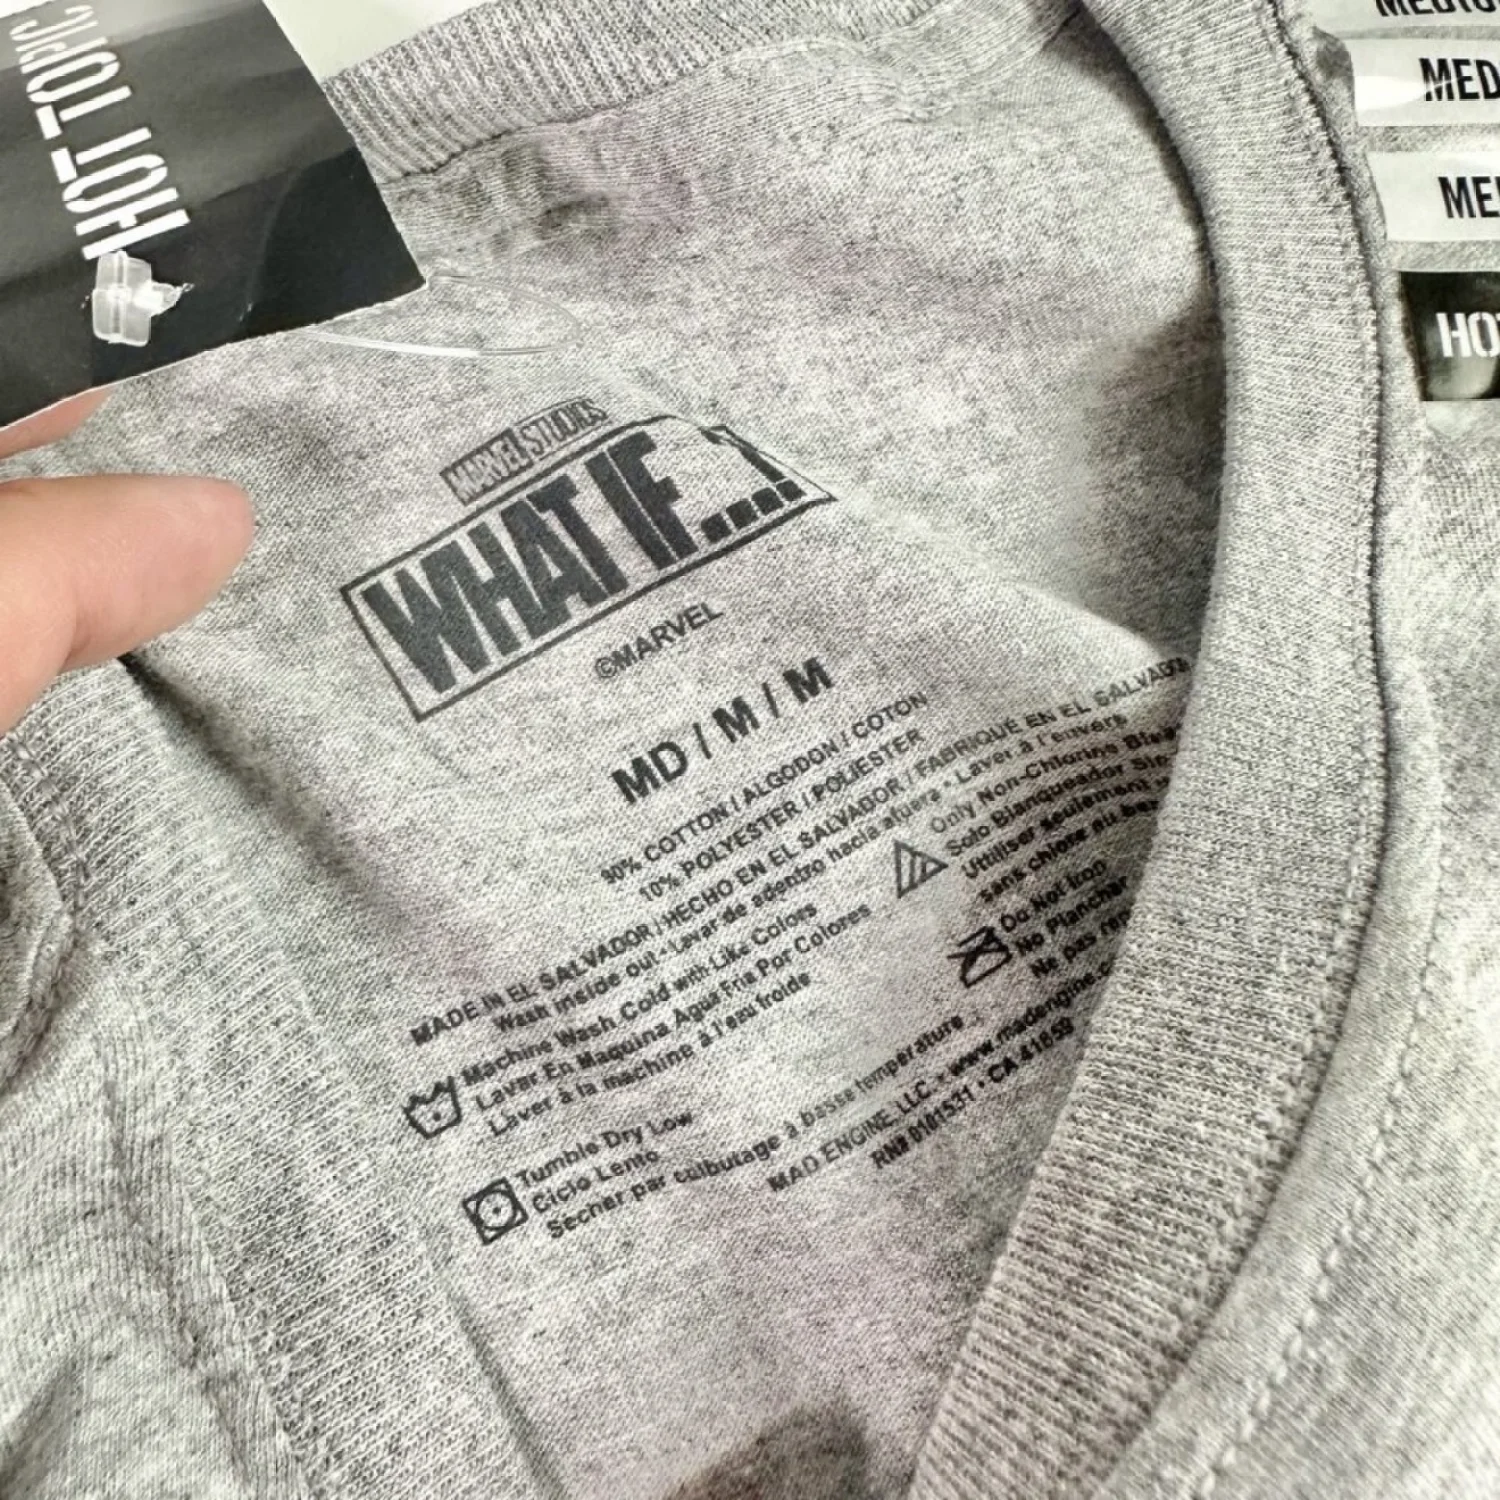 HOT TOPIC
MED
HO
MARVEL STUDIOS
WHAT IF...?
©MARVEL
MD / M / M
90% COTTON / ALGODON / COTON
10% POLYESTER / POLIESTER
MADE IN EL SALVADOR / HECHO EN EL SALVADOR / FABRIQUÉ EN EL SALVADOR
Wash inside out • Lavar de adentro hacia afuera • Laver à l'envers
Machine Wash Cold with Like Colors
Lavar En Maquina Agua Fria Por Colores
Laver à la machine à l'eau froide
Only Non-Chlorine
Solo Blanqueador
Utiliser seulement
sans chlore au
Do Not Iron
No Planchar
Ne pas
Tumble Dry Low
Ciclo Lento
Sécher par culbutage à basse température
MAD ENGINE, LLC. • www.madengine.
RN# 0101531 • CA 41659